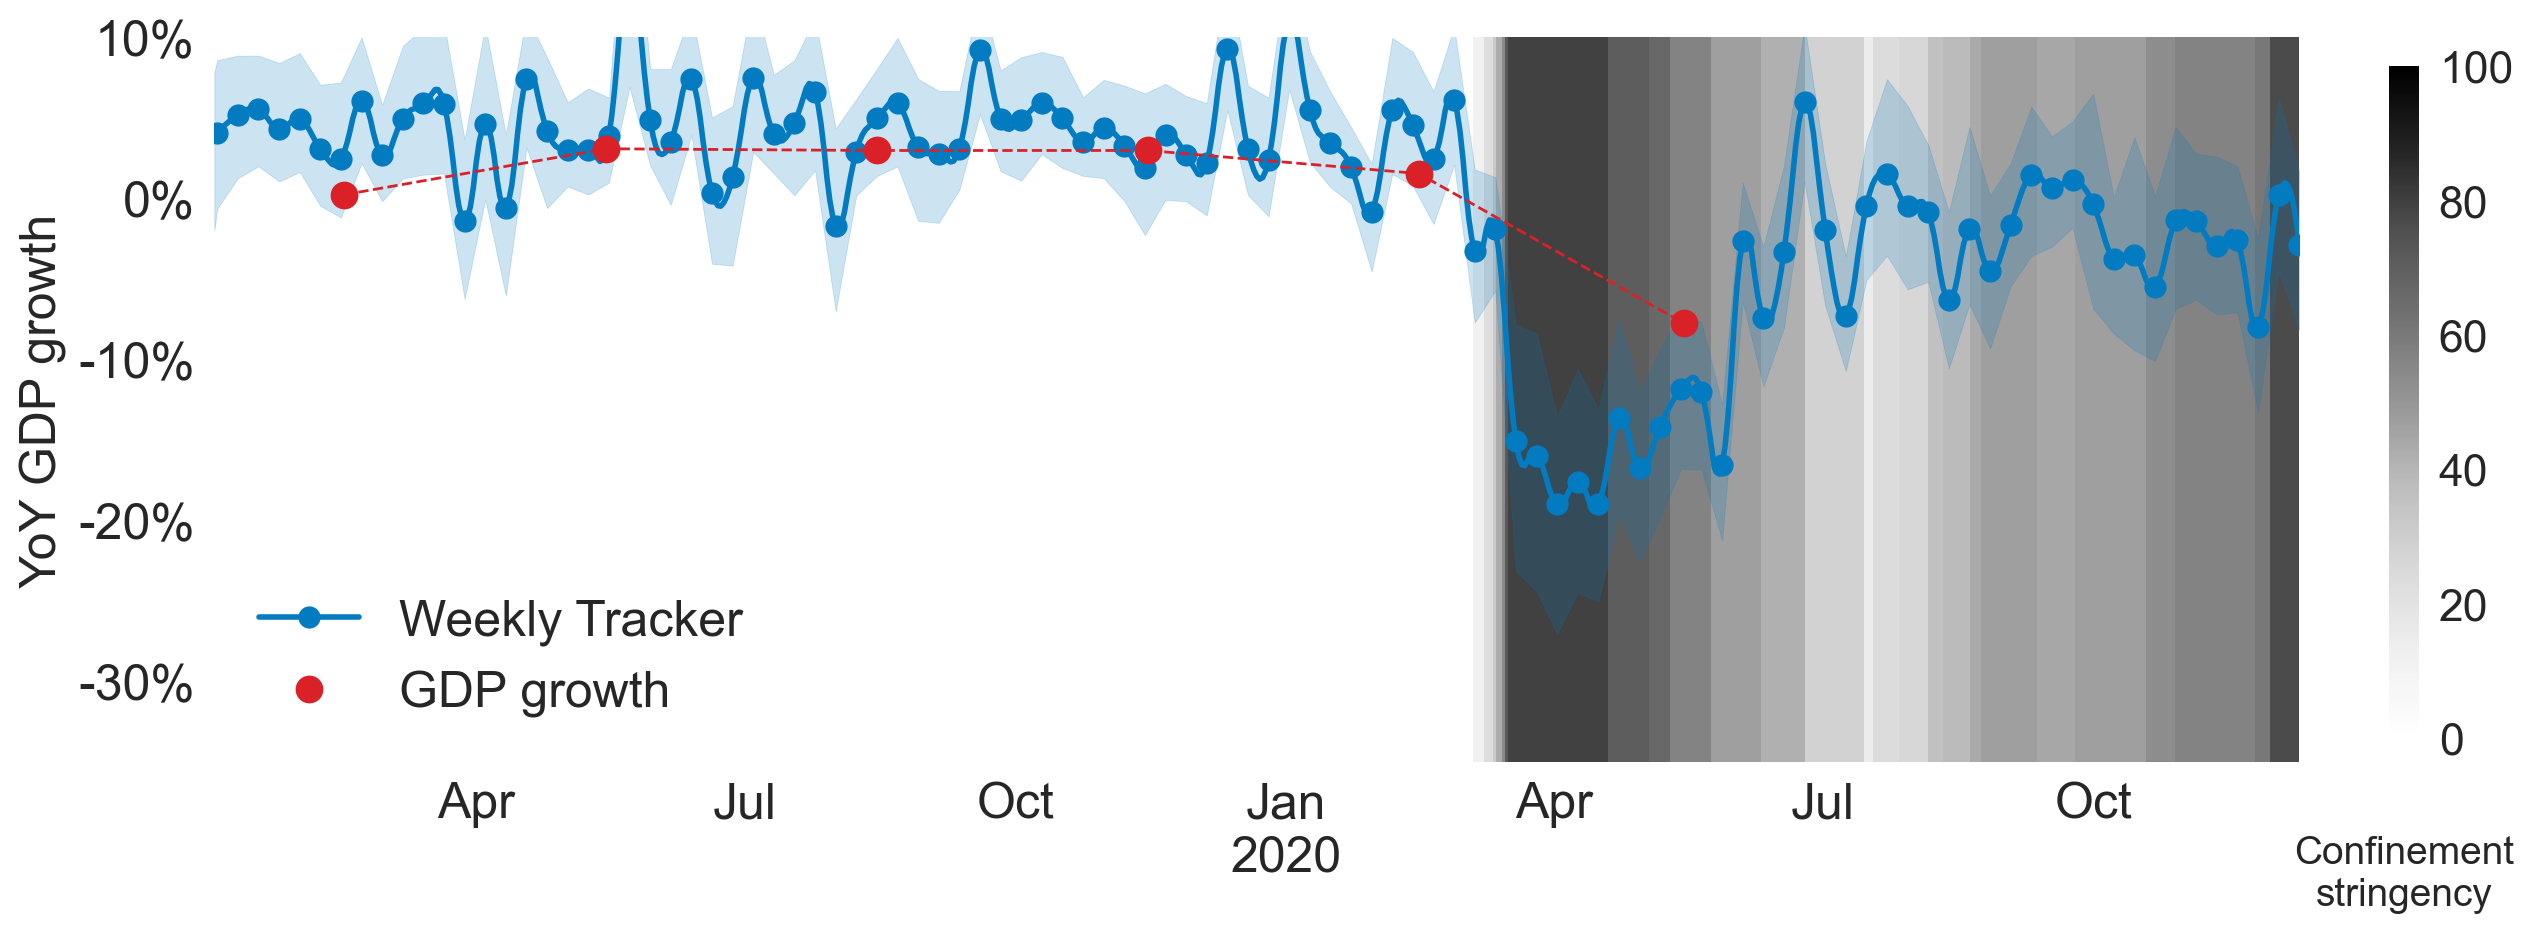 10%
0%
-10%
-20%
-30%
YoY GDP growth
Weekly Tracker
GDP growth
Apr
Jul
Oct
Jan
2020
Apr
Jul
Oct
100
80
60
40
20
0
Confinement
stringency